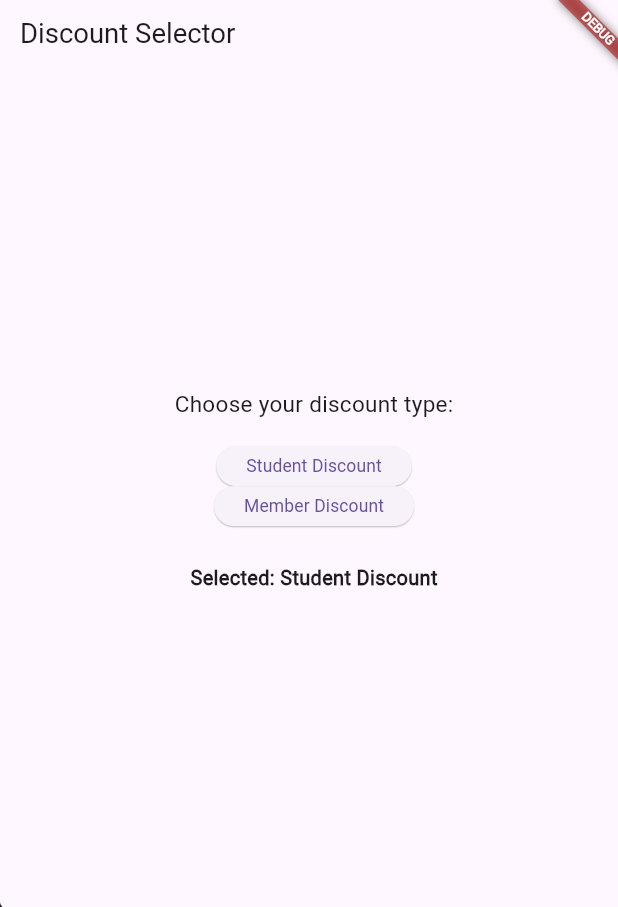 Discount Selector
DEBUG
Choose your discount type:
Student Discount
Member Discount
Selected: Student Discount